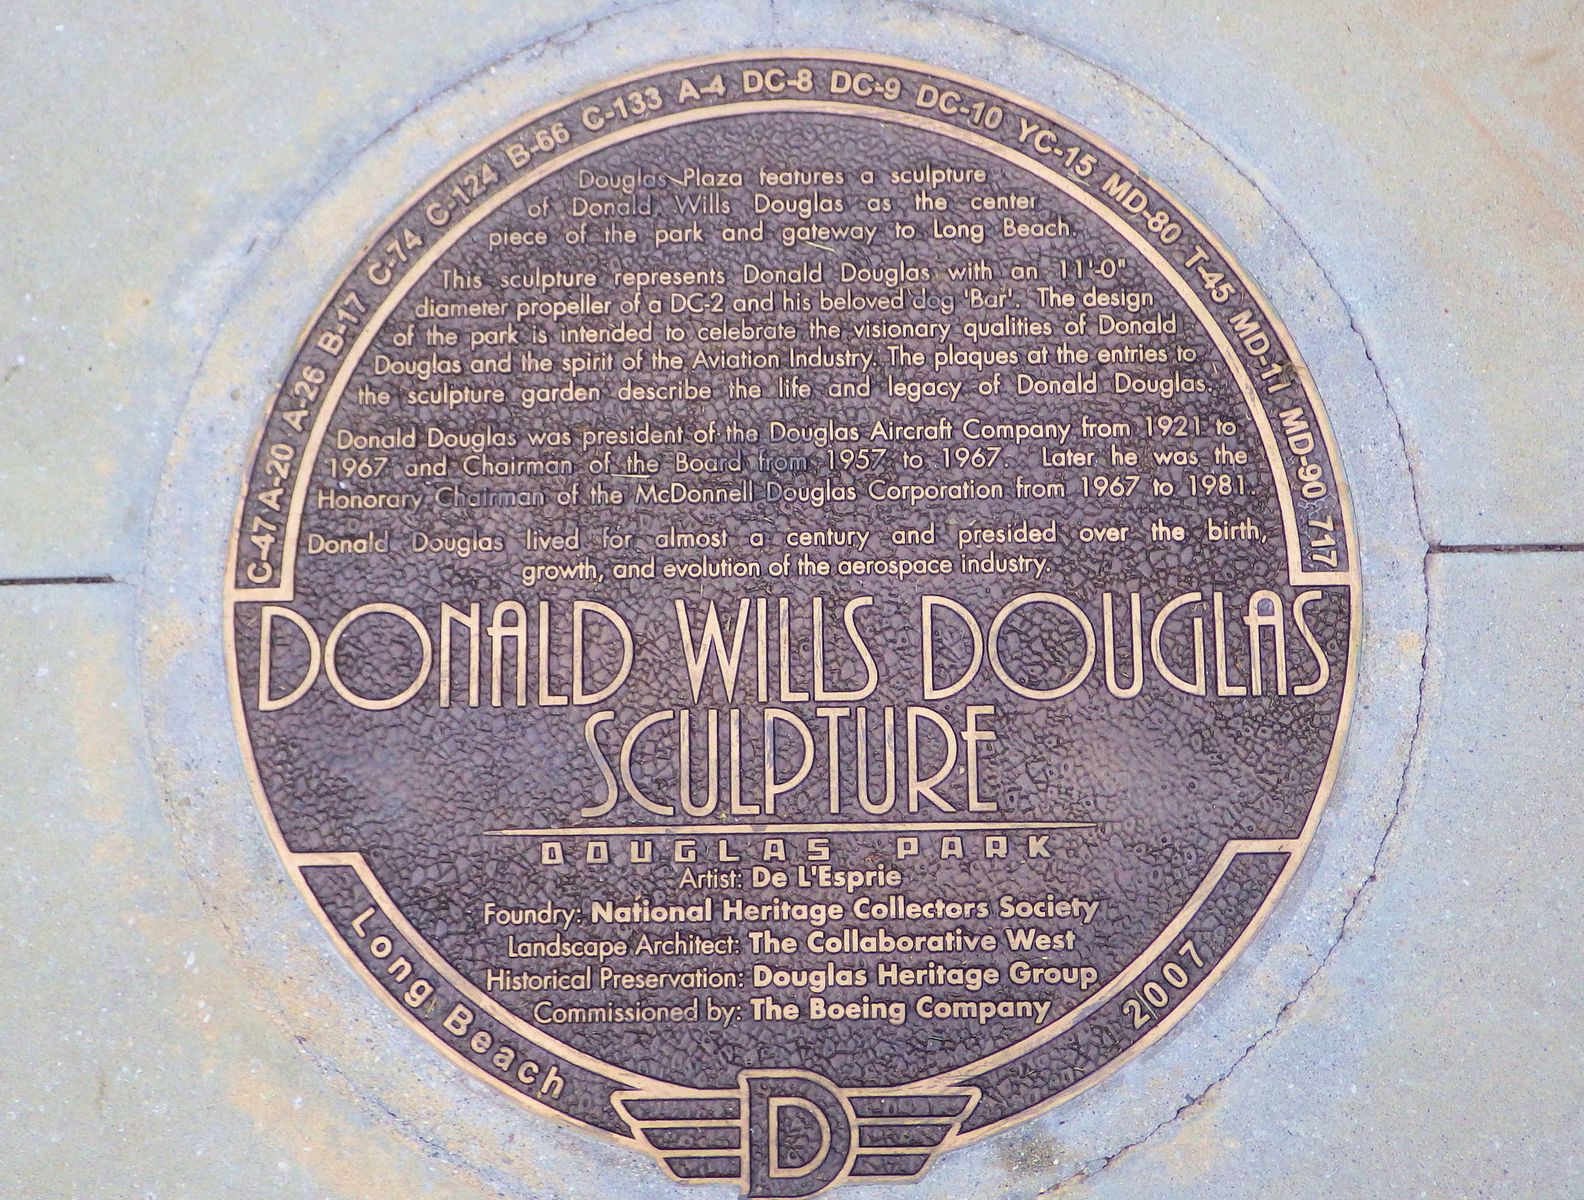 C-47 A-20 A-26 B-17 C-74 C-124 B-66 C-133 A-4 DC-8 DC-9 DC-10 YC-15 MD-80 T-45 MD-11 MD-90 717
Douglas Plaza features a sculpture
of Donald Wills Douglas as the center
piece of the park and gateway to Long Beach.
This sculpture represents Donald Douglas with an 11'-0"
diameter propeller of a DC-2 and his beloved dog 'Bar'. The design
of the park is intended to celebrate the visionary qualities of Donald
Douglas and the spirit of the Aviation Industry. The plaques at the entries to
the sculpture garden describe the life and legacy of Donald Douglas.
Donald Douglas was president of the Douglas Aircraft Company from 1921 to
1967 and Chairman of the Board from 1957 to 1967. Later he was the
Honorary Chairman of the McDonnell Douglas Corporation from 1967 to 1981.
Donald Douglas lived for almost a century and presided over the birth,
growth, and evolution of the aerospace industry.
DONALD WILLS DOUGLAS
SCULPTURE
DOUGLAS PARK
Artist: De L'Esprie
Foundry: National Heritage Collectors Society
Landscape Architect: The Collaborative West
Historical Preservation: Douglas Heritage Group
Commissioned by: The Boeing Company
Long Beach
2007
D